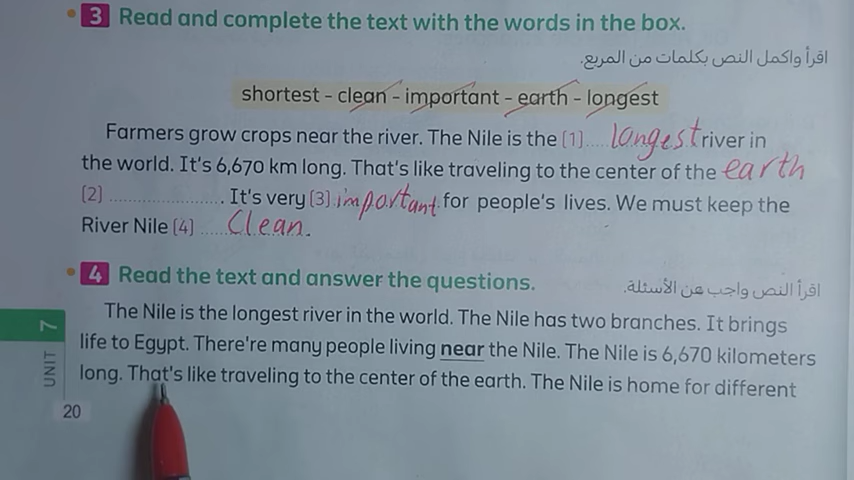 3 Read and complete the text with the words in the box.
اقرأ واكمل النص بكلمات من المربع.
shortest - clean - important - earth - longest
Farmers grow crops near the river. The Nile is the (1) .....longest river in
the world. It's 6,670 km long. That's like traveling to the center of the earth
(2) ....................... . It's very (3) important for people's lives. We must keep the
River Nile (4) .....Clean.
4 Read the text and answer the questions.
اقرأ النص واجب عن الأسئلة.
The Nile is the longest river in the world. The Nile has two branches. It brings
life to Egypt. There're many people living near the Nile. The Nile is 6,670 kilometers
long. That's like traveling to the center of the earth. The Nile is home for different
UNIT 7
20